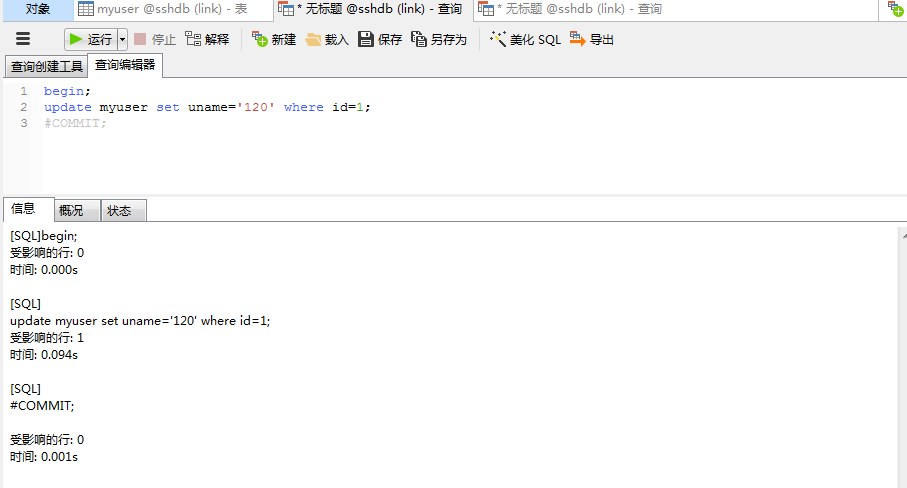 对象 myuser @sshdb (link) - 表 * 无标题 @sshdb (link) - 查询 * 无标题 @sshdb (link) - 查询
运行 停止 解释 新建 载入 保存 另存为 美化 SQL 导出
查询创建工具 查询编辑器
1 begin;
2 update myuser set uname='120' where id=1;
3 #COMMIT;
信息 概况 状态
[SQL]begin;
受影响的行: 0
时间: 0.000s
[SQL]
update myuser set uname='120' where id=1;
受影响的行: 1
时间: 0.094s
[SQL]
#COMMIT;
受影响的行: 0
时间: 0.001s